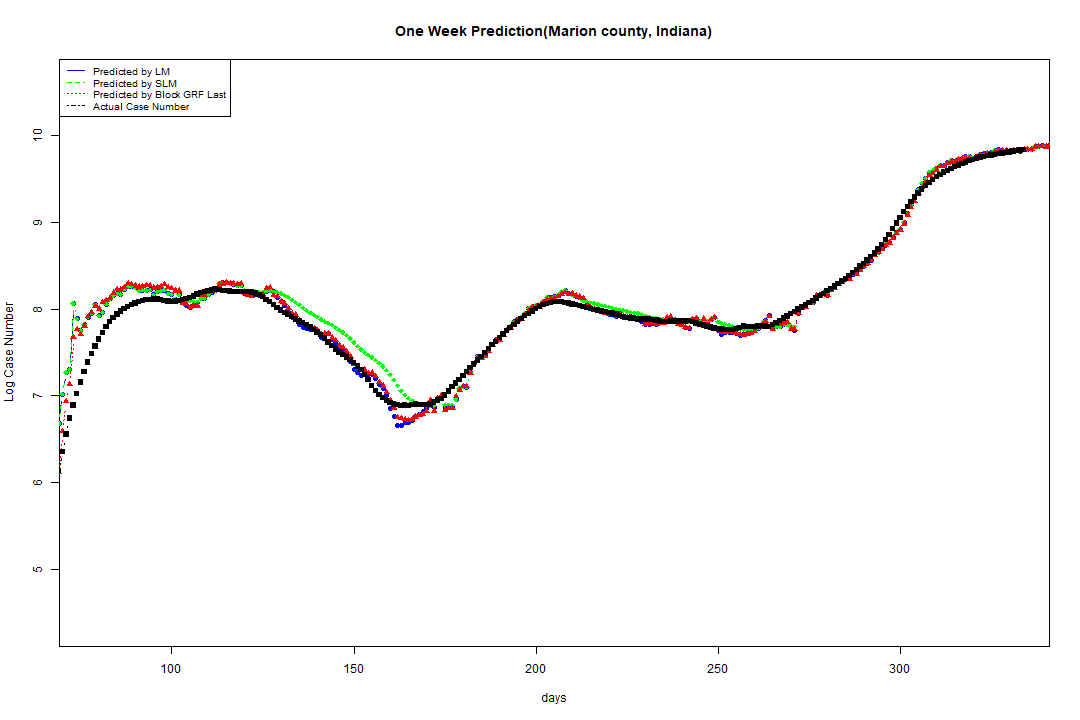 One Week Prediction(Marion county, Indiana)
Predicted by LM
Predicted by SLM
Predicted by Block GRF Last
Actual Case Number
10
9
8
7
6
5
Log Case Number
100
150
200
250
300
days